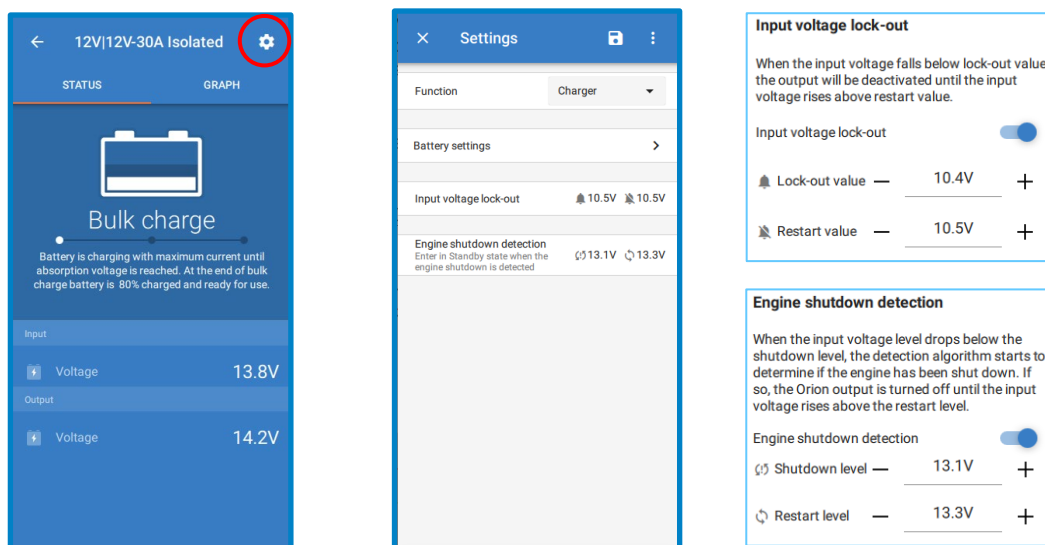 12V|12V-30A Isolated
STATUS
GRAPH
Bulk charge
Battery is charging with maximum current until
absorption voltage is reached. At the end of bulk
charge battery is 80% charged and ready for use.
Input
Voltage 13.8V
Output
Voltage 14.2V
Settings
Function Charger
Battery settings
Input voltage lock-out 10.5V 10.5V
Engine shutdown detection
Enter in Standby state when the
engine shutdown is detected
13.1V 13.3V
Input voltage lock-out
When the input voltage falls below lock-out value
the output will be deactivated until the input
voltage rises above restart value.
Input voltage lock-out
Lock-out value — 10.4V +
Restart value — 10.5V +
Engine shutdown detection
When the input voltage level drops below the
shutdown level, the detection algorithm starts to
determine if the engine has been shut down. If
so, the Orion output is turned off until the input
voltage rises above the restart level.
Engine shutdown detection
Shutdown level — 13.1V +
Restart level — 13.3V +